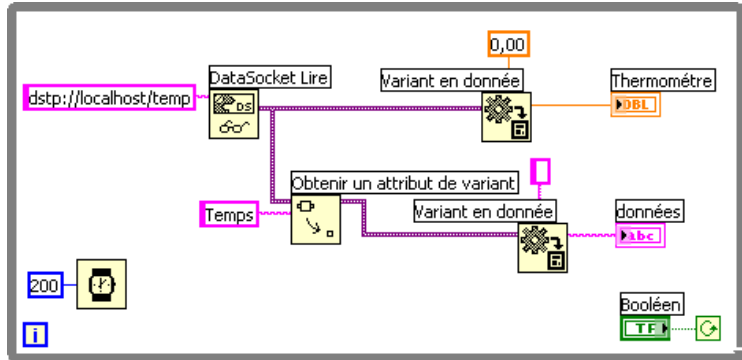 0,00
DataSocket Lire
Variant en donnée
Thermométre
dstp://localhost/temp
DS
DBL
Obtenir un attribut de variant
Temps
Variant en donnée
données
abc
200
Booléen
TF
i